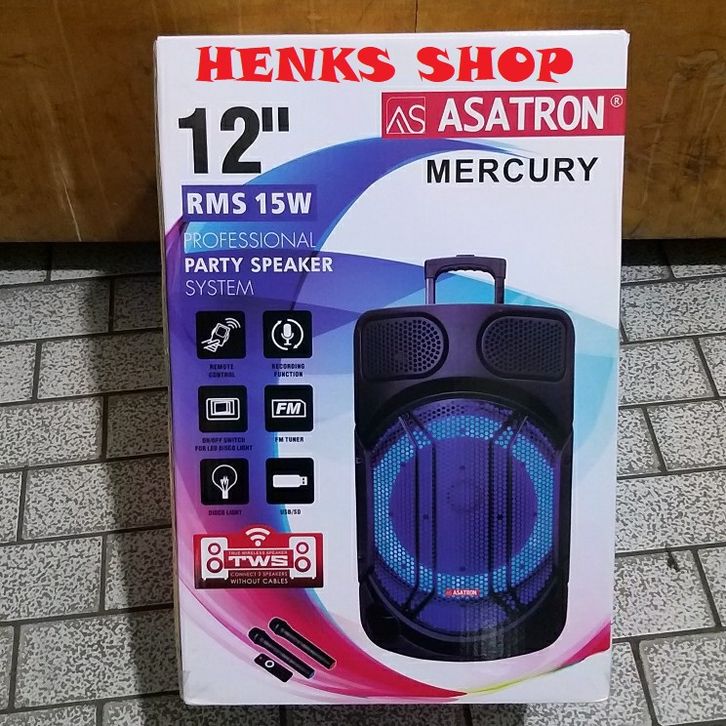 HENKS SHOP
12"
AS ASATRON®
MERCURY
RMS 15W
PROFESSIONAL
PARTY SPEAKER
SYSTEM
REMOTE
CONTROL
RECORDING
FUNCTION
ON/OFF SWITCH
FOR LED DISCO LIGHT
FM
FM TUNER
DISCO LIGHT
USB/SD
TRUE WIRELESS SPEAKER
TWS
CONNECT 2 SPEAKERS
WITHOUT CABLES
ASATRON